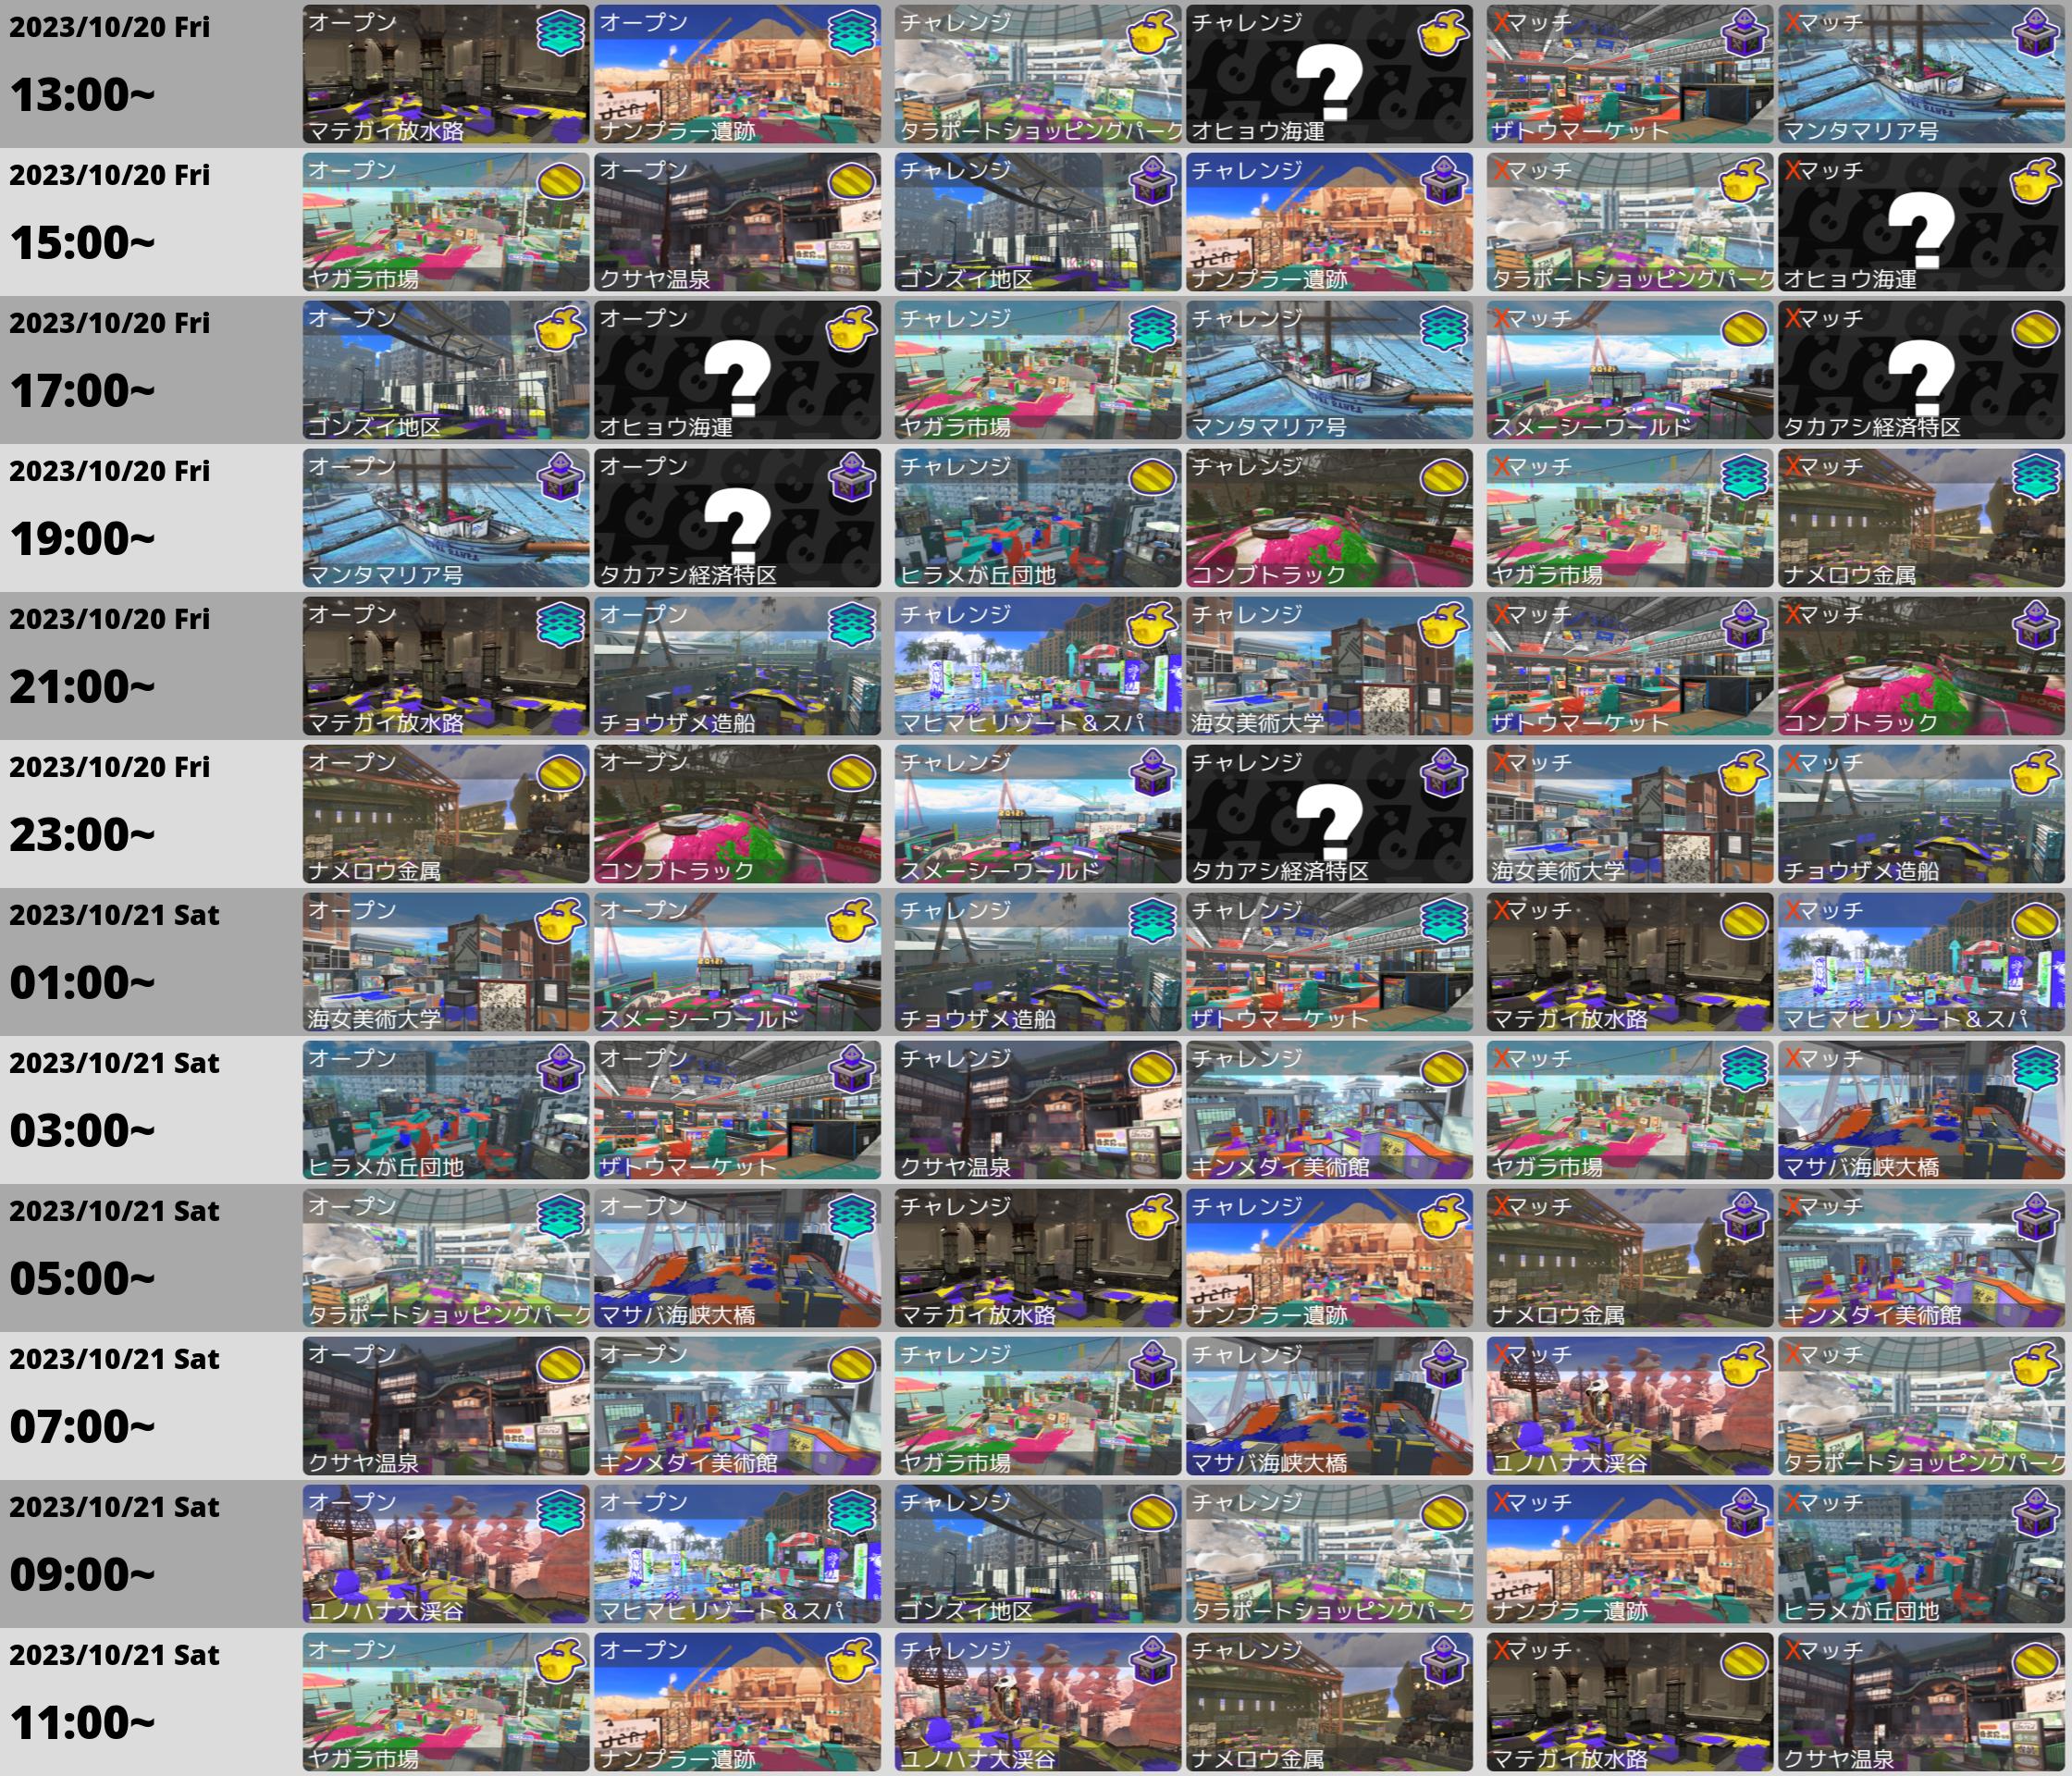 2023/10/20 Fri
13:00~
オープン オープン チャレンジ チャレンジ Xマッチ Xマッチ
マテガイ放水路 ナンプラー遺跡 タラポートショッピングパーク オヒョウ海運 ザトウマーケット マンタマリア号
2023/10/20 Fri
15:00~
オープン オープン チャレンジ チャレンジ Xマッチ Xマッチ
ヤガラ市場 クサヤ温泉 ゴンズイ地区 ナンプラー遺跡 タラポートショッピングパーク オヒョウ海運
2023/10/20 Fri
17:00~
オープン オープン チャレンジ チャレンジ Xマッチ Xマッチ
ゴンズイ地区 オヒョウ海運 ヤガラ市場 マンタマリア号 スメーシーワールド タカアシ経済特区
2023/10/20 Fri
19:00~
オープン オープン チャレンジ チャレンジ Xマッチ Xマッチ
マンタマリア号 タカアシ経済特区 ヒラメが丘団地 コンブトラック ヤガラ市場 ナメロウ金属
2023/10/20 Fri
21:00~
オープン オープン チャレンジ チャレンジ Xマッチ Xマッチ
マテガイ放水路 チョウザメ造船 マヒマヒリゾート＆スパ 海女美術大学 ザトウマーケット コンブトラック
2023/10/20 Fri
23:00~
オープン オープン チャレンジ チャレンジ Xマッチ Xマッチ
ナメロウ金属 コンブトラック スメーシーワールド タカアシ経済特区 海女美術大学 チョウザメ造船
2023/10/21 Sat
01:00~
オープン オープン チャレンジ チャレンジ Xマッチ Xマッチ
海女美術大学 スメーシーワールド チョウザメ造船 ザトウマーケット マテガイ放水路 マヒマヒリゾート＆スパ
2023/10/21 Sat
03:00~
オープン オープン チャレンジ チャレンジ Xマッチ Xマッチ
ヒラメが丘団地 ザトウマーケット クサヤ温泉 キンメダイ美術館 ヤガラ市場 マサバ海峡大橋
2023/10/21 Sat
05:00~
オープン オープン チャレンジ チャレンジ Xマッチ Xマッチ
タラポートショッピングパーク マサバ海峡大橋 マテガイ放水路 ナンプラー遺跡 ナメロウ金属 キンメダイ美術館
2023/10/21 Sat
07:00~
オープン オープン チャレンジ チャレンジ Xマッチ Xマッチ
クサヤ温泉 キンメダイ美術館 ヤガラ市場 マサバ海峡大橋 ユノハナ大渓谷 タラポートショッピングパーク
2023/10/21 Sat
09:00~
オープン オープン チャレンジ チャレンジ Xマッチ Xマッチ
ユノハナ大渓谷 マヒマヒリゾート＆スパ ゴンズイ地区 タラポートショッピングパーク ナンプラー遺跡 ヒラメが丘団地
2023/10/21 Sat
11:00~
オープン オープン チャレンジ チャレンジ Xマッチ Xマッチ
ヤガラ市場 ナンプラー遺跡 ユノハナ大渓谷 ナメロウ金属 マテガイ放水路 クサヤ温泉